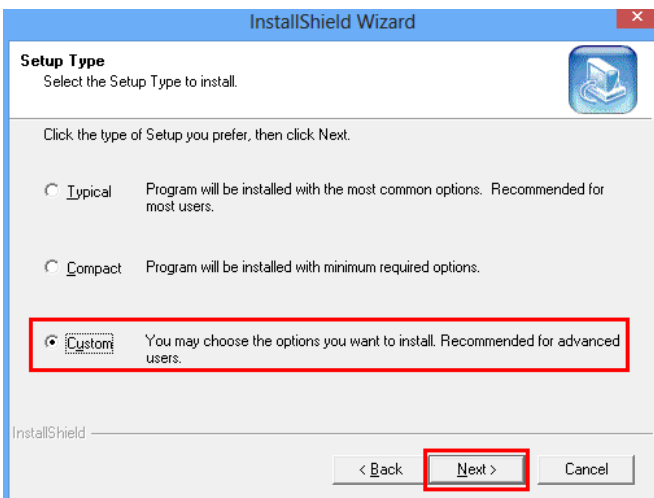 InstallShield Wizard
Setup Type
Select the Setup Type to install.
Click the type of Setup you prefer, then click Next.
Typical Program will be installed with the most common options. Recommended for
most users.
Compact Program will be installed with minimum required options.
Custom You may choose the options you want to install. Recommended for advanced
users.
InstallShield
< Back Next > Cancel